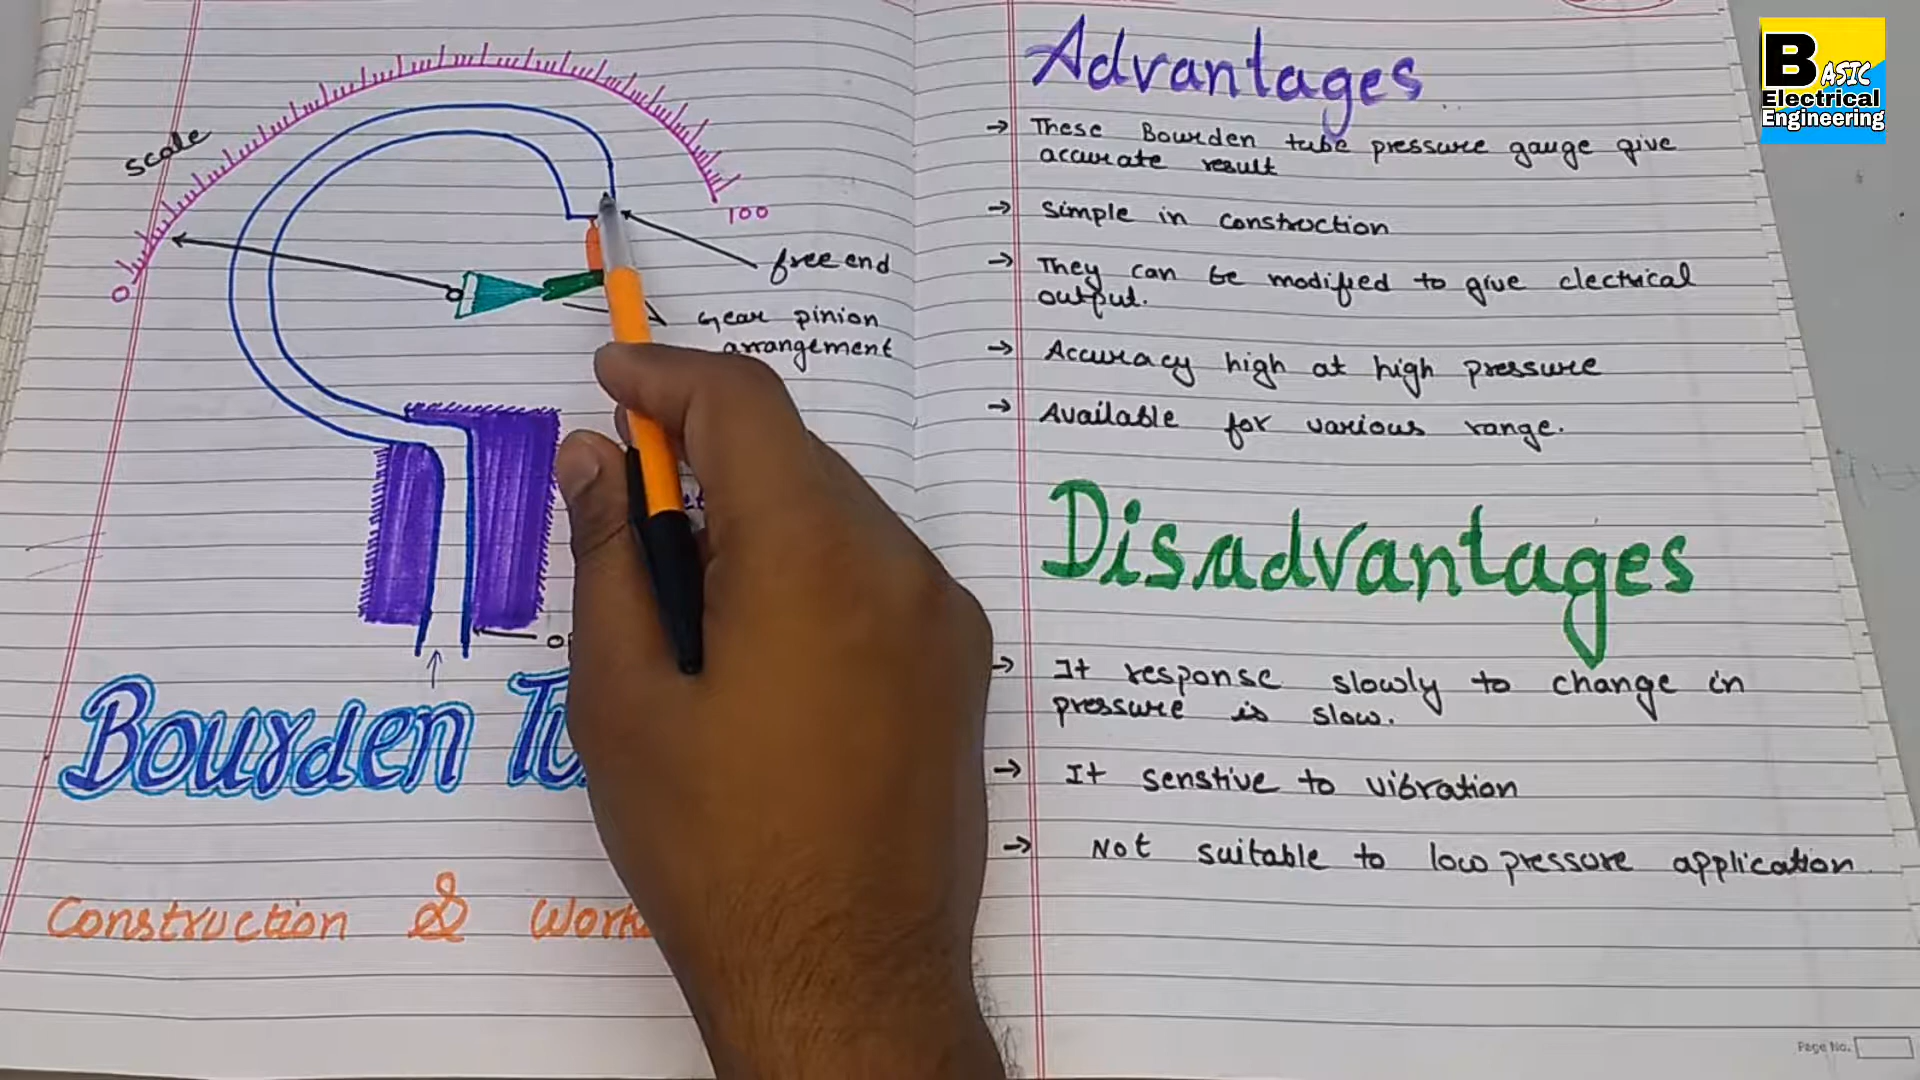 scale
0
100
free end
Gear pinion
arrangement
Bourden
Construction &
Advantages
→ These Bourden tube pressure gauge give
accurate result
→ Simple in construction
→ They can be modified to give electrical
output.
→ Accuracy high at high pressure
→ Available for various range.
Disadvantages
→ It response slowly to change in
pressure is slow.
→ It senstive to vibration
→ Not suitable to low pressure application.
Page No.
BASIC
Electrical
Engineering